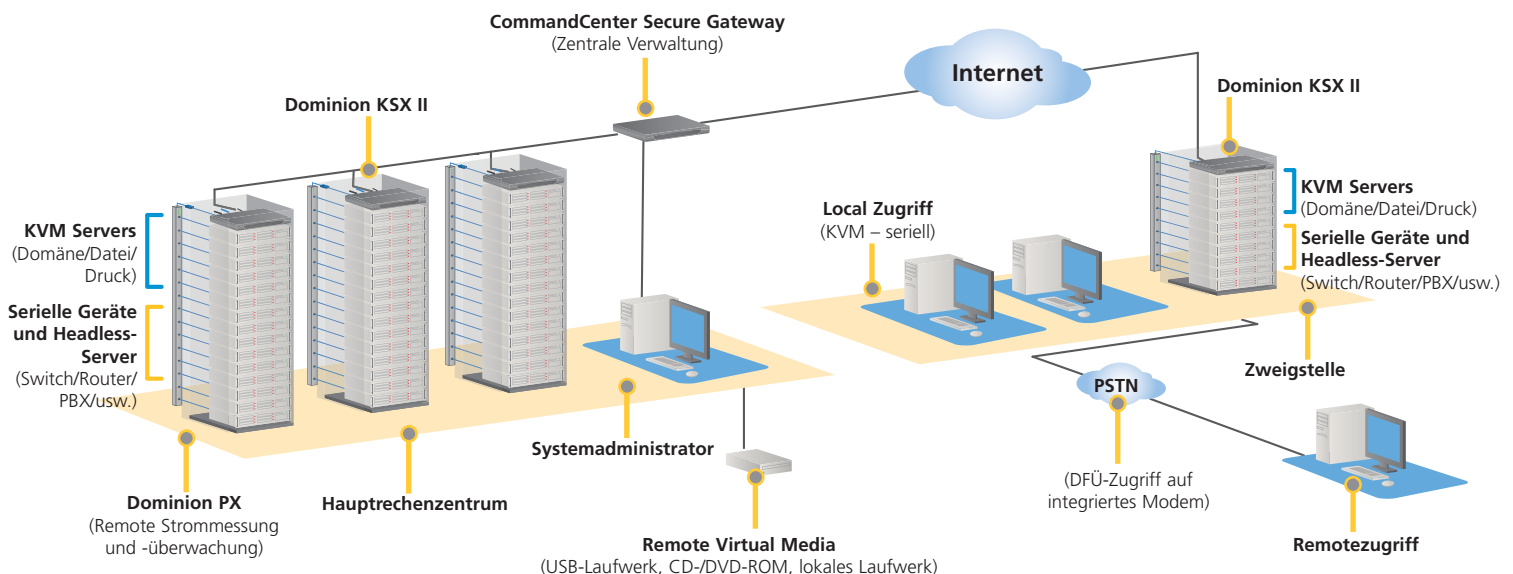 CommandCenter Secure Gateway
(Zentrale Verwaltung)
Internet
Dominion KSX II
Dominion KSX II
KVM Servers
(Domäne/Datei/
Druck)
Serielle Geräte
und Headless-
Server
(Switch/Router/
PBX/usw.)
Local Zugriff
(KVM – seriell)
KVM Servers
(Domäne/Datei/Druck)
Serielle Geräte und
Headless-Server
(Switch/Router/PBX/usw.)
Zweigstelle
PSTN
(DFÜ-Zugriff auf
integriertes Modem)
Systemadministrator
Dominion PX
(Remote Strommessung
und -überwachung)
Hauptrechenzentrum
Remote Virtual Media
(USB-Laufwerk, CD-/DVD-ROM, lokales Laufwerk)
Remotezugriff